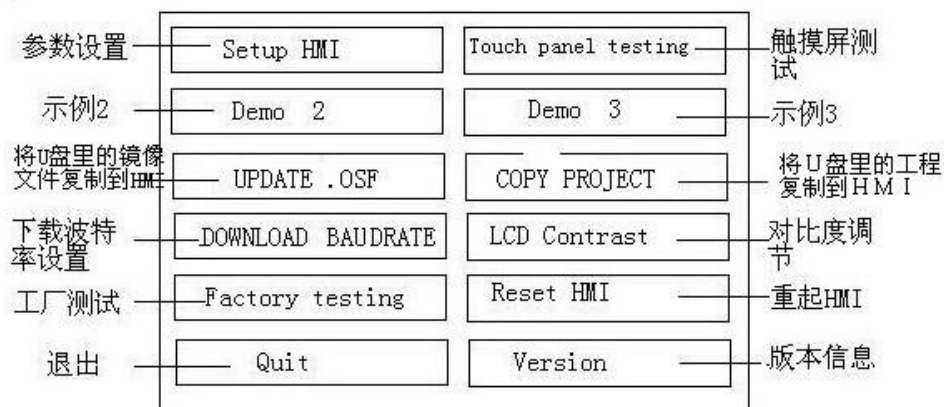 参数设置
Setup HMI
Touch panel testing
触摸屏测
试
示例2
Demo 2
Demo 3
示例3
将U盘里的镜像
文件复制到HMI
UPDATE .OSF
COPY PROJECT
将U盘里的工程
复制到HMI
下载波特
率设置
DOWNLOAD BAUDRATE
LCD Contrast
对比度调
节
工厂测试
Factory testing
Reset HMI
重起HMI
退出
Quit
Version
版本信息